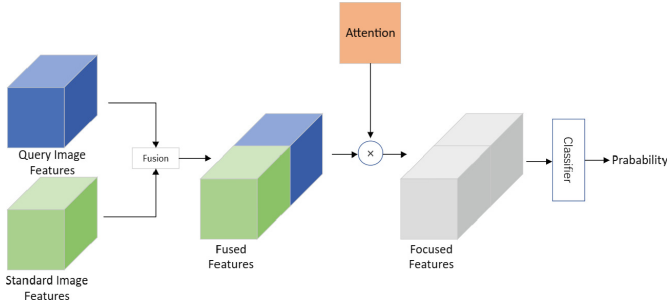 Attention
Query Image
Features
Fusion
×
Classifier
Prabability
Standard Image
Features
Fused
Features
Focused
Features